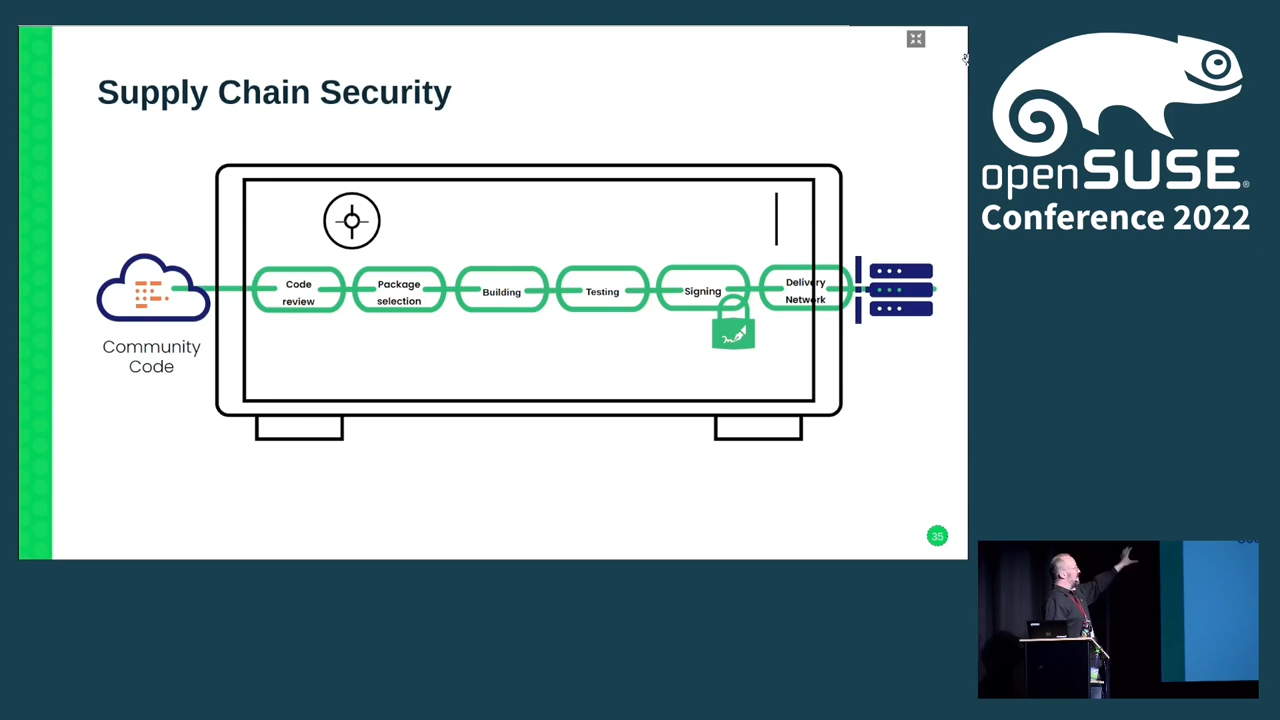 Supply Chain Security
Code
review
Package
selection
Building
Testing
Signing
Delivery
Network
Community
Code
35
openSUSE®
Conference 2022